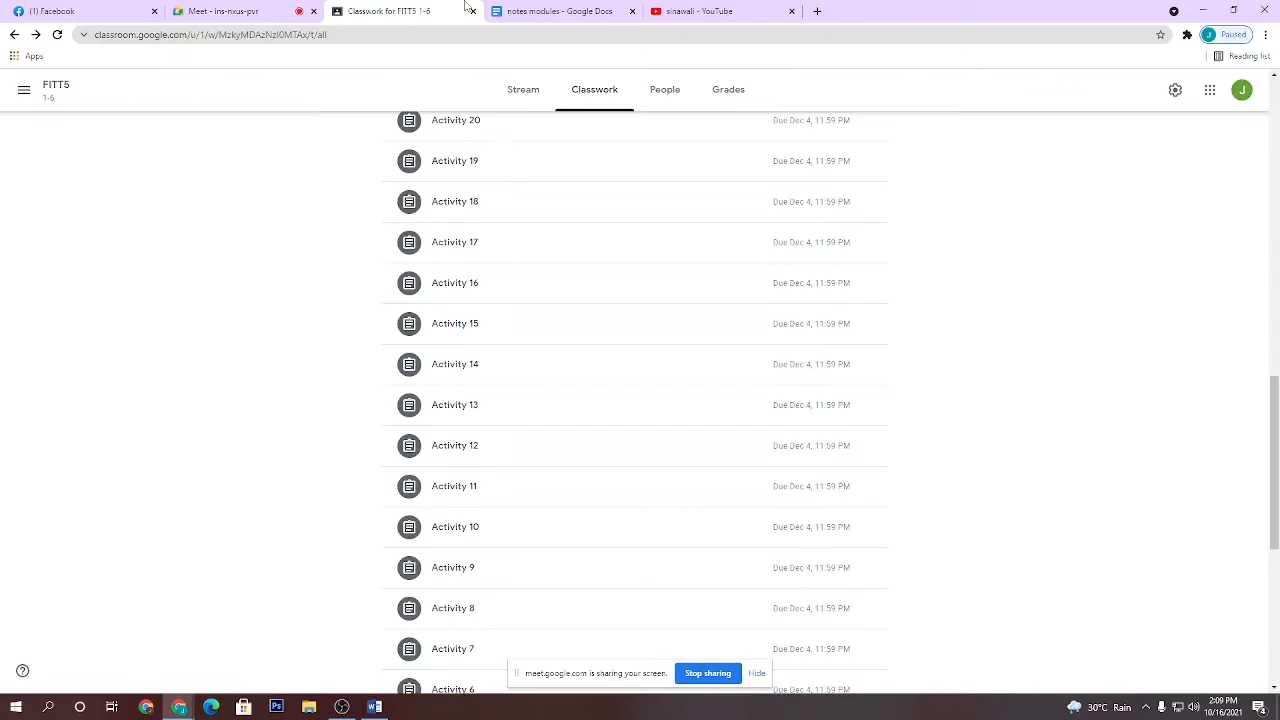 (1) Facebook
Meet - ins-mxus-pvr
Classwork for FITT5 1-6
notes modules - Google Docs
sinawali - YouTube
classroom.google.com/u/1/w/MzkyMDAzNzI0MTAx/t/all
J
Paused
Apps
Reading list
FITT5
1-6
Stream
Classwork
People
Grades
J
Activity 20 Due Dec 4, 11:59 PM
Activity 19 Due Dec 4, 11:59 PM
Activity 18 Due Dec 4, 11:59 PM
Activity 17 Due Dec 4, 11:59 PM
Activity 16 Due Dec 4, 11:59 PM
Activity 15 Due Dec 4, 11:59 PM
Activity 14 Due Dec 4, 11:59 PM
Activity 13 Due Dec 4, 11:59 PM
Activity 12 Due Dec 4, 11:59 PM
Activity 11 Due Dec 4, 11:59 PM
Activity 10 Due Dec 4, 11:59 PM
Activity 9 Due Dec 4, 11:59 PM
Activity 8 Due Dec 4, 11:59 PM
Activity 7 Due Dec 4, 11:59 PM
meet.google.com is sharing your screen.
Stop sharing
Hide
Activity 6 Due Dec 4, 11:59 PM
30°C Rain
2:09 PM
10/16/2021